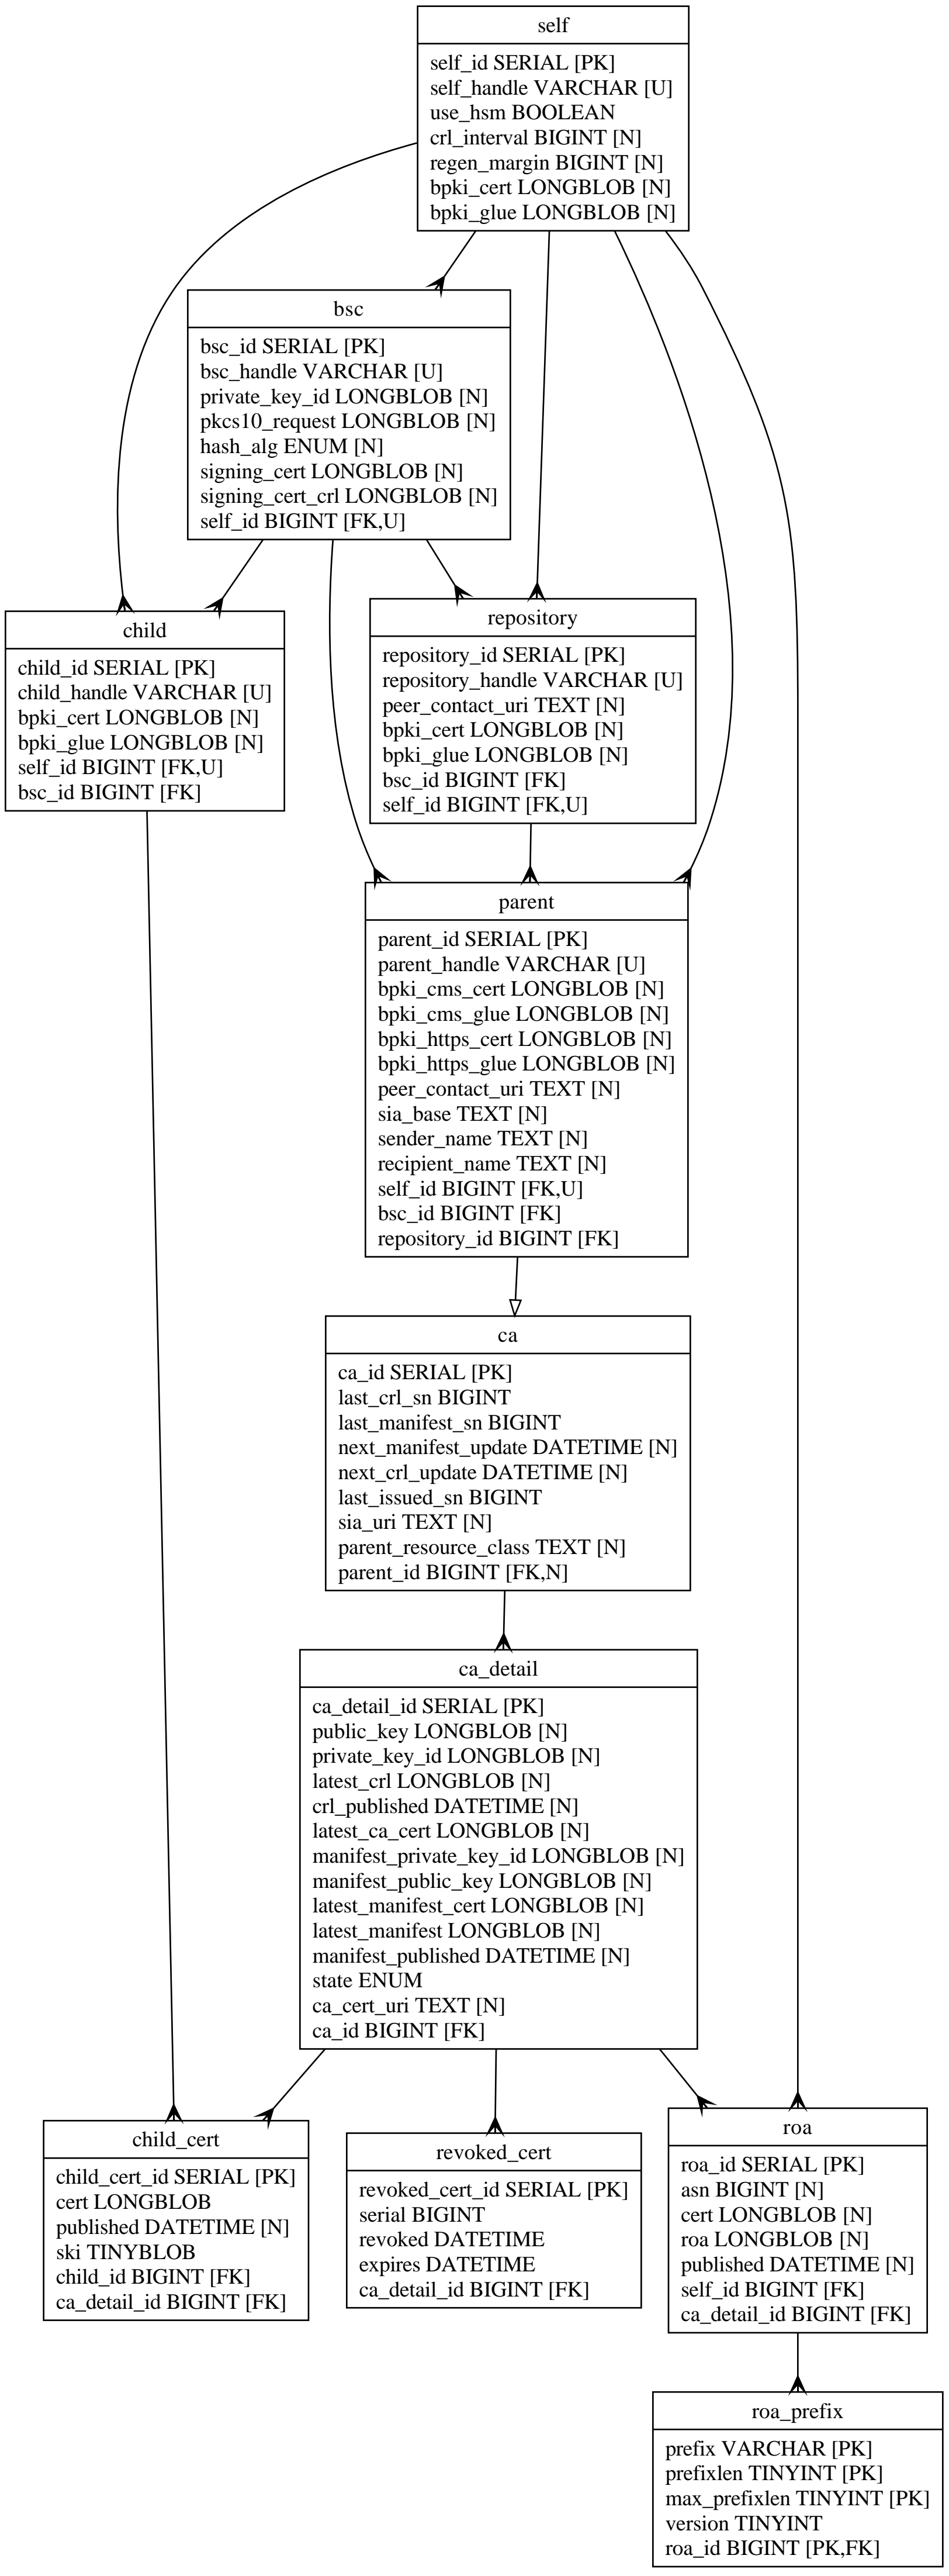 self
self_id SERIAL [PK]
self_handle VARCHAR [U]
use_hsm BOOLEAN
crl_interval BIGINT [N]
regen_margin BIGINT [N]
bpki_cert LONGBLOB [N]
bpki_glue LONGBLOB [N]
bsc
bsc_id SERIAL [PK]
bsc_handle VARCHAR [U]
private_key_id LONGBLOB [N]
pkcs10_request LONGBLOB [N]
hash_alg ENUM [N]
signing_cert LONGBLOB [N]
signing_cert_crl LONGBLOB [N]
self_id BIGINT [FK,U]
child
child_id SERIAL [PK]
child_handle VARCHAR [U]
bpki_cert LONGBLOB [N]
bpki_glue LONGBLOB [N]
self_id BIGINT [FK,U]
bsc_id BIGINT [FK]
repository
repository_id SERIAL [PK]
repository_handle VARCHAR [U]
peer_contact_uri TEXT [N]
bpki_cert LONGBLOB [N]
bpki_glue LONGBLOB [N]
bsc_id BIGINT [FK]
self_id BIGINT [FK,U]
parent
parent_id SERIAL [PK]
parent_handle VARCHAR [U]
bpki_cms_cert LONGBLOB [N]
bpki_cms_glue LONGBLOB [N]
bpki_https_cert LONGBLOB [N]
bpki_https_glue LONGBLOB [N]
peer_contact_uri TEXT [N]
sia_base TEXT [N]
sender_name TEXT [N]
recipient_name TEXT [N]
self_id BIGINT [FK,U]
bsc_id BIGINT [FK]
repository_id BIGINT [FK]
ca
ca_id SERIAL [PK]
last_crl_sn BIGINT
last_manifest_sn BIGINT
next_manifest_update DATETIME [N]
next_crl_update DATETIME [N]
last_issued_sn BIGINT
sia_uri TEXT [N]
parent_resource_class TEXT [N]
parent_id BIGINT [FK,N]
ca_detail
ca_detail_id SERIAL [PK]
public_key LONGBLOB [N]
private_key_id LONGBLOB [N]
latest_crl LONGBLOB [N]
crl_published DATETIME [N]
latest_ca_cert LONGBLOB [N]
manifest_private_key_id LONGBLOB [N]
manifest_public_key LONGBLOB [N]
latest_manifest_cert LONGBLOB [N]
latest_manifest LONGBLOB [N]
manifest_published DATETIME [N]
state ENUM
ca_cert_uri TEXT [N]
ca_id BIGINT [FK]
child_cert
child_cert_id SERIAL [PK]
cert LONGBLOB
published DATETIME [N]
ski TINYBLOB
child_id BIGINT [FK]
ca_detail_id BIGINT [FK]
revoked_cert
revoked_cert_id SERIAL [PK]
serial BIGINT
revoked DATETIME
expires DATETIME
ca_detail_id BIGINT [FK]
roa
roa_id SERIAL [PK]
asn BIGINT [N]
cert LONGBLOB [N]
roa LONGBLOB [N]
published DATETIME [N]
self_id BIGINT [FK]
ca_detail_id BIGINT [FK]
roa_prefix
prefix VARCHAR [PK]
prefixlen TINYINT [PK]
max_prefixlen TINYINT [PK]
version TINYINT
roa_id BIGINT [PK,FK]